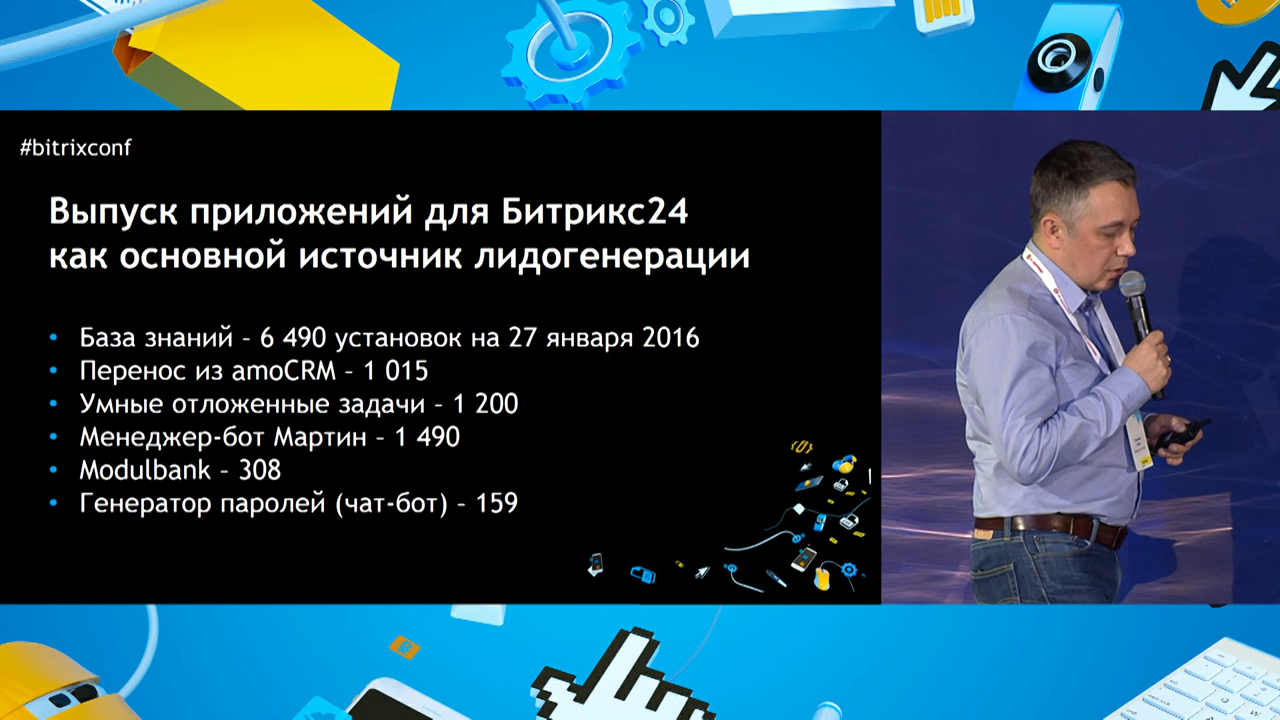 #bitrixconf
Выпуск приложений для Битрикс24
как основной источник лидогенерации
• База знаний – 6 490 установок на 27 января 2016
• Перенос из amoCRM – 1 015
• Умные отложенные задачи – 1 200
• Менеджер-бот Мартин – 1 490
• Modulbank – 308
• Генератор паролей (чат-бот) – 159